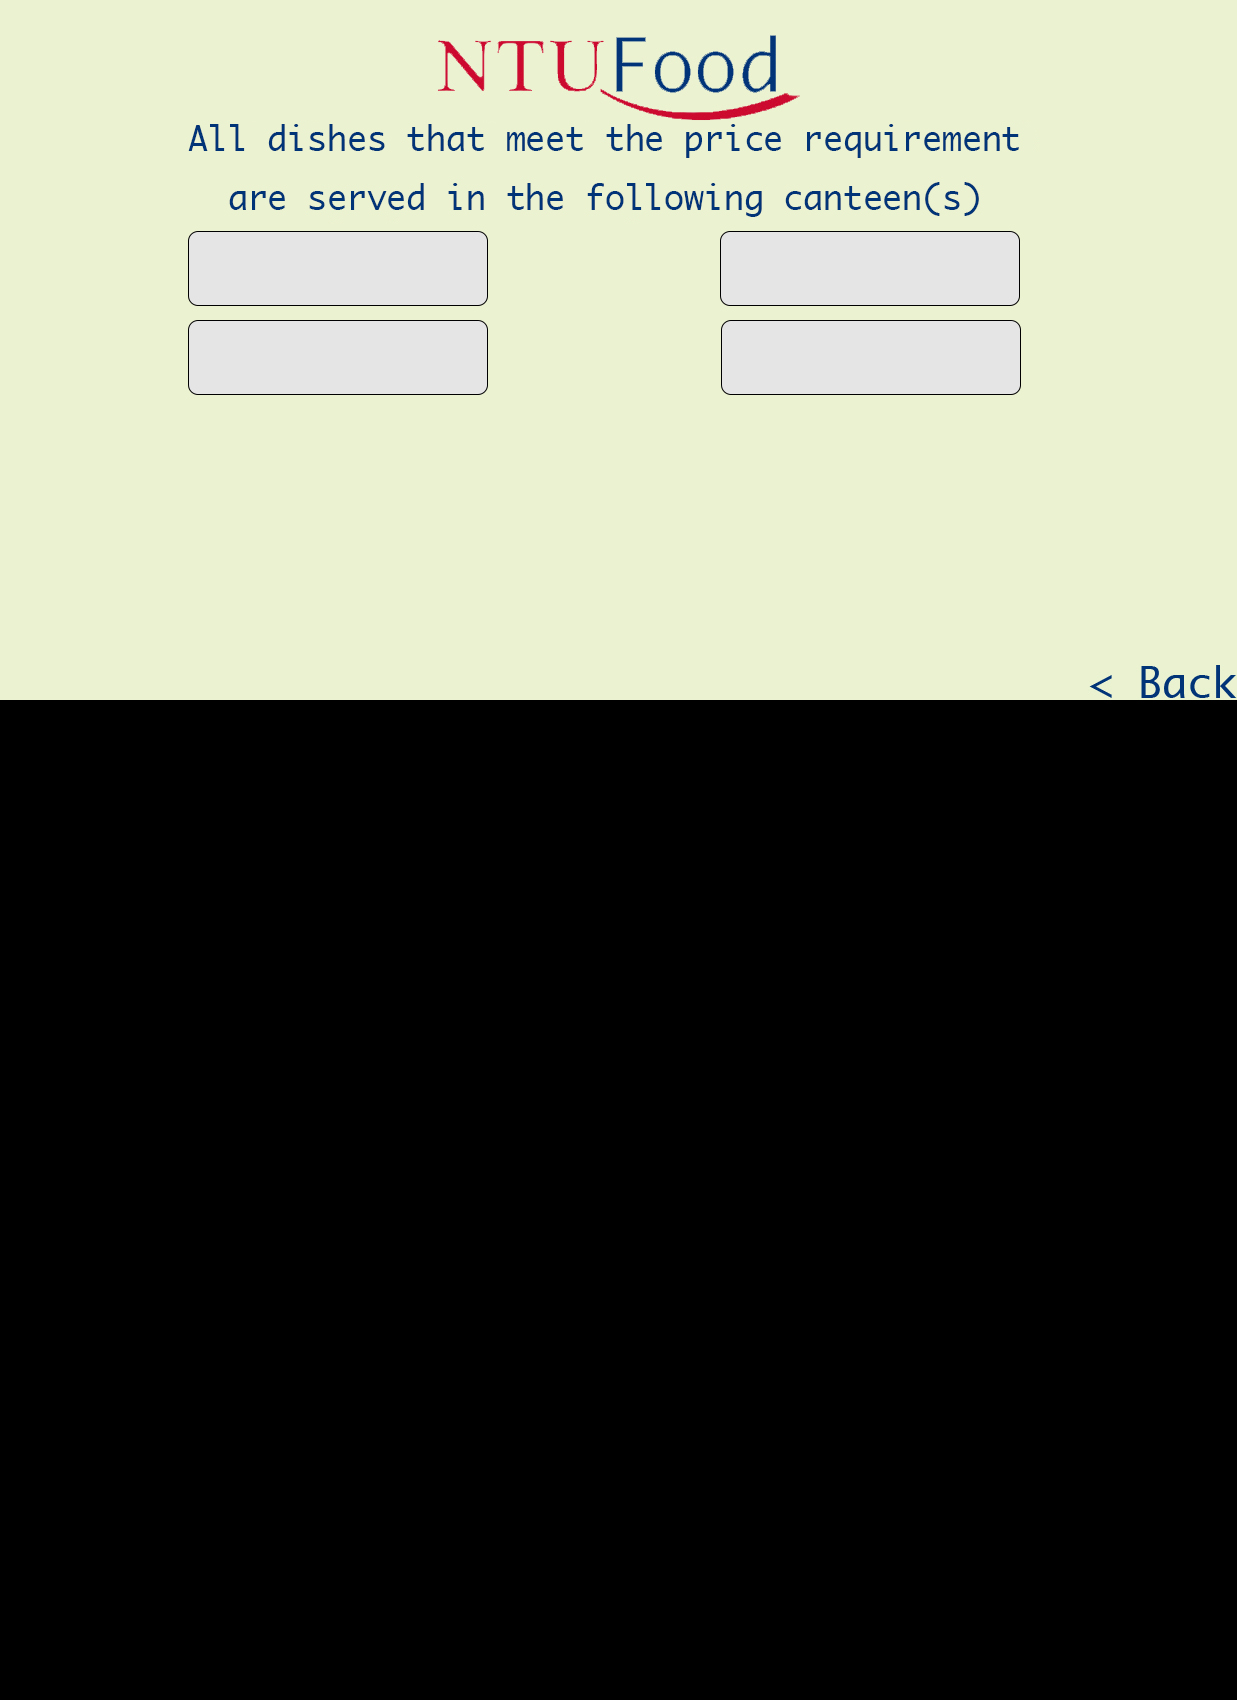 NTUFood
All dishes that meet the price requirement
are served in the following canteen(s)
< Back